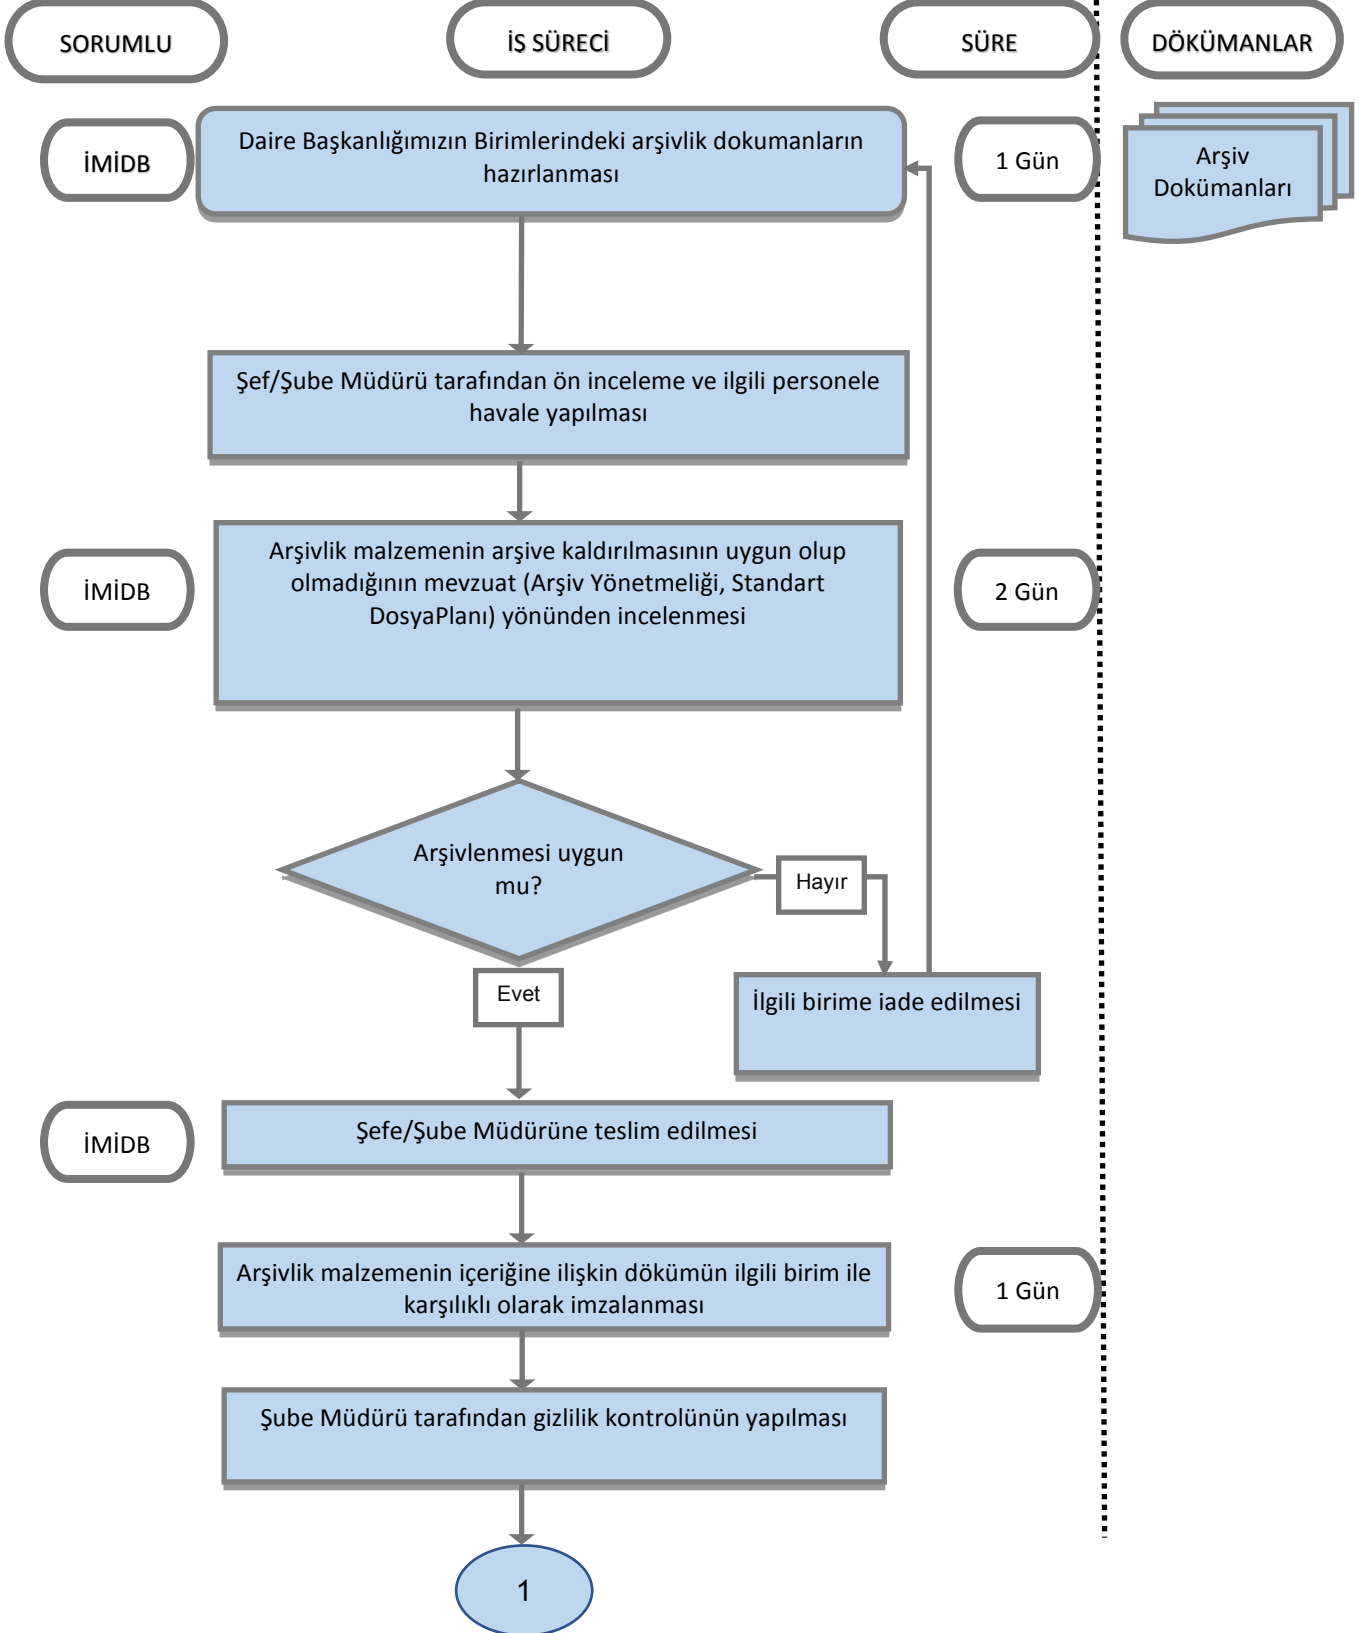 SORUMLU
İŞ SÜRECİ
SÜRE
DÖKÜMANLAR
İMİDB
Daire Başkanlığımızın Birimlerindeki arşivlik dokumanların
hazırlanması
1 Gün
Arşiv
Dokümanları
Şef/Şube Müdürü tarafından ön inceleme ve ilgili personele
havale yapılması
İMİDB
Arşivlik malzemenin arşive kaldırılmasının uygun olup
olmadığının mevzuat (Arşiv Yönetmeliği, Standart
DosyaPlanı) yönünden incelenmesi
2 Gün
Arşivlenmesi uygun
mu?
Hayır
Evet
İlgili birime iade edilmesi
İMİDB
Şefe/Şube Müdürüne teslim edilmesi
Arşivlik malzemenin içeriğine ilişkin dökümün ilgili birim ile
karşılıklı olarak imzalanması
1 Gün
Şube Müdürü tarafından gizlilik kontrolünün yapılması
1